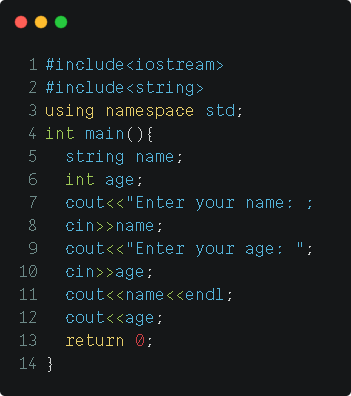 1 #include<iostream>
2 #include<string>
3 using namespace std;
4 int main(){
5 string name;
6 int age;
7 cout<<"Enter your name: ;
8 cin>>name;
9 cout<<"Enter your age: ";
10 cin>>age;
11 cout<<name<<endl;
12 cout<<age;
13 return 0;
14 }